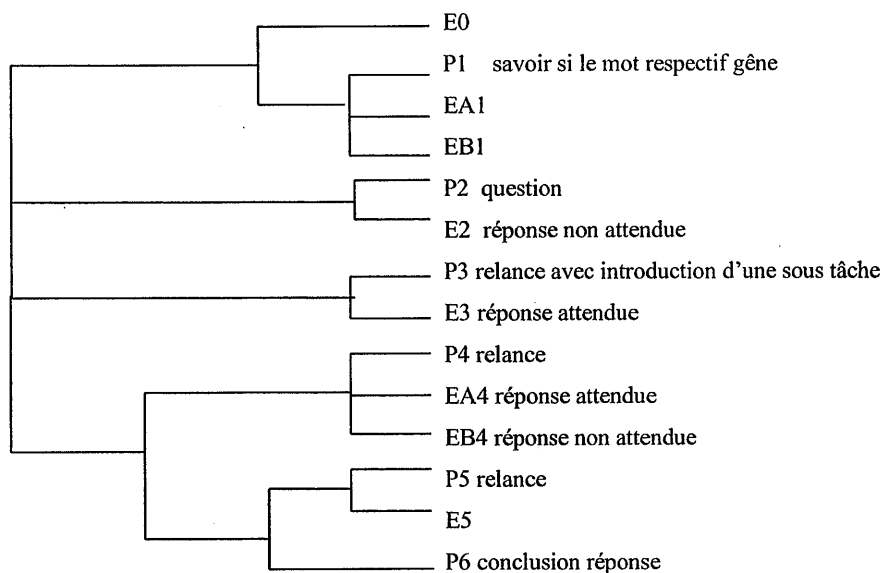 E0
P1 savoir si le mot respectif gêne
EA1
EB1
P2 question
E2 réponse non attendue
P3 relance avec introduction d'une sous tâche
E3 réponse attendue
P4 relance
EA4 réponse attendue
EB4 réponse non attendue
P5 relance
E5
P6 conclusion réponse